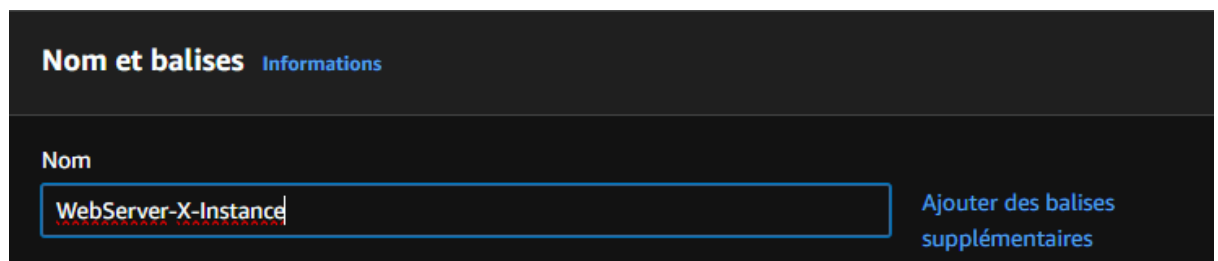 Nom et balises Informations
Nom
WebServer-X-Instance
Ajouter des balises
supplémentaires